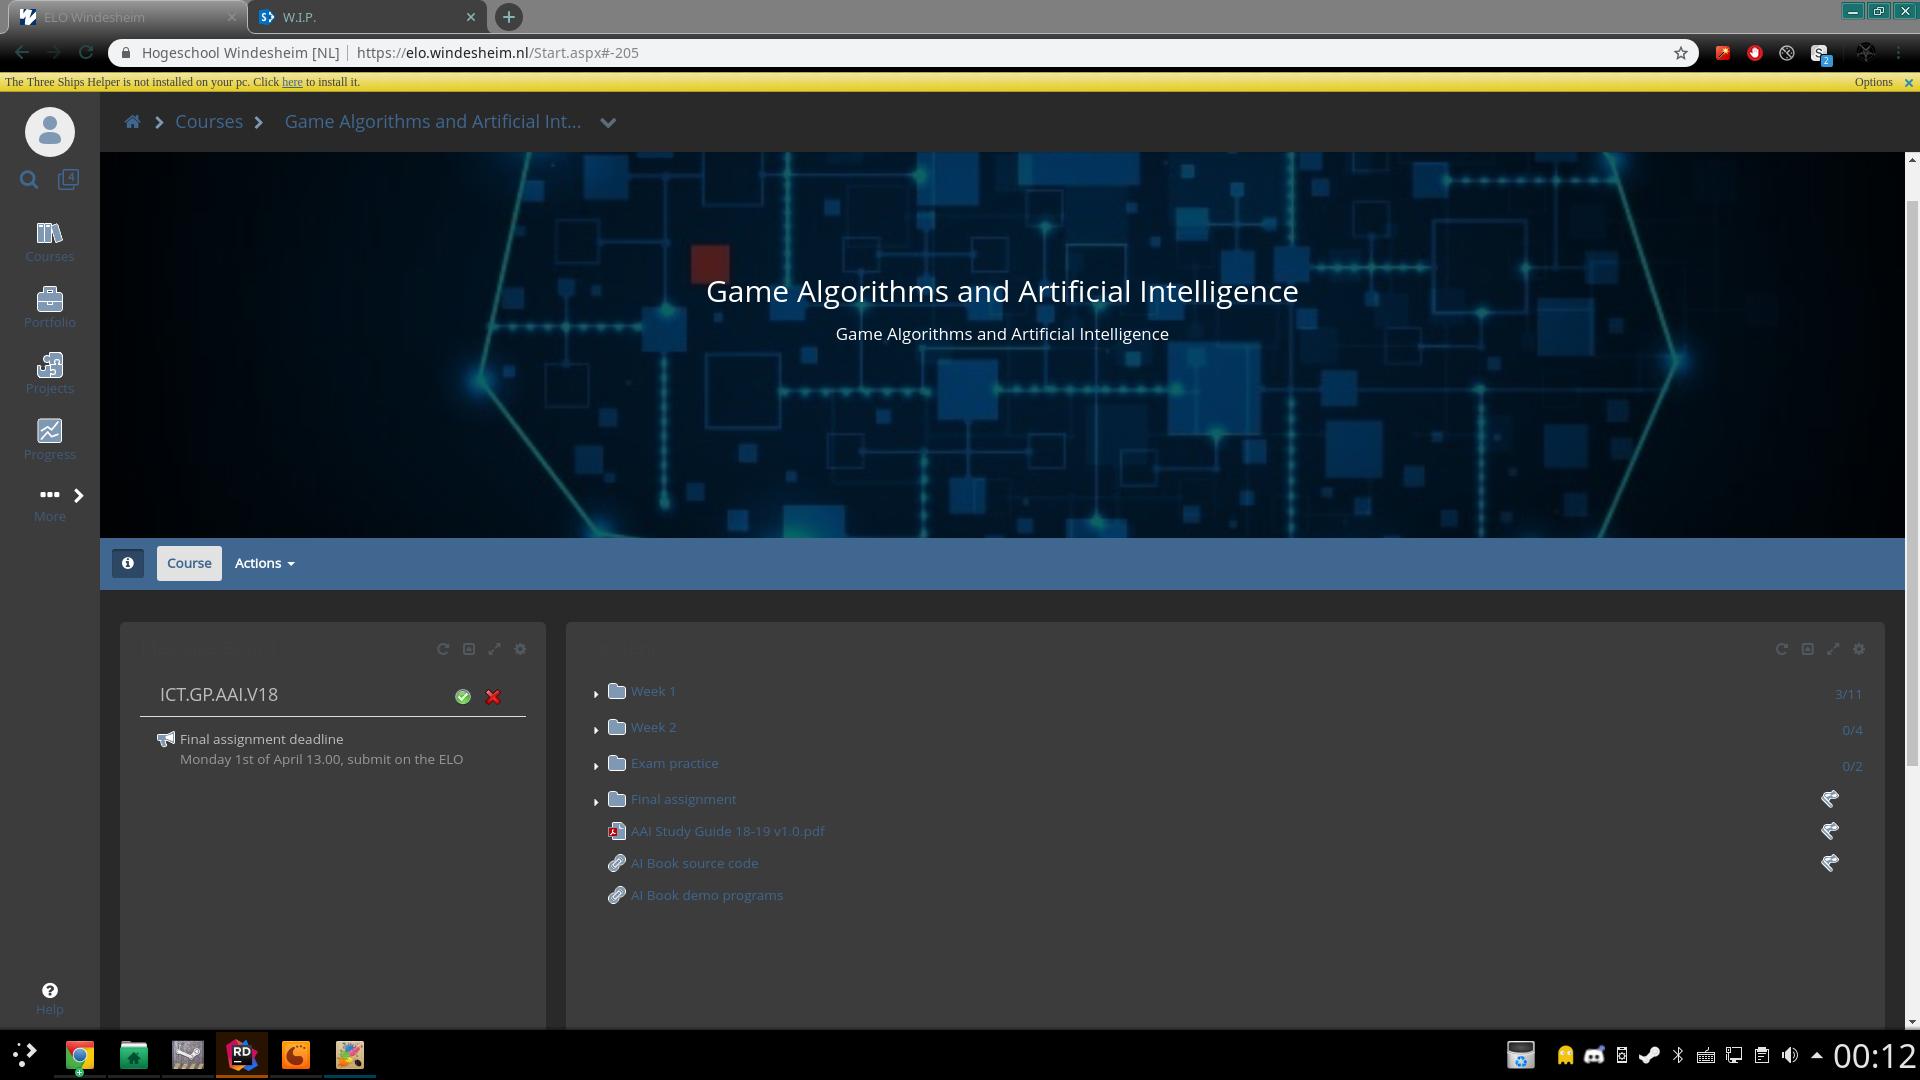 ELO Windesheim
W.I.P.
Hogeschool Windesheim [NL] https://elo.windesheim.nl/Start.aspx#-205
S
2
The Three Ships Helper is not installed on your pc. Click here to install it.
Options
Courses
Game Algorithms and Artificial Int...
4
Courses
Portfolio
Projects
Progress
More
Help
Game Algorithms and Artificial Intelligence
Game Algorithms and Artificial Intelligence
Course
Actions
ICT.GP.AAI.V18
Final assignment deadline
Monday 1st of April 13.00, submit on the ELO
Week 1 3/11
Week 2 0/4
Exam practice 0/2
Final assignment
AAI Study Guide 18-19 v1.0.pdf
AI Book source code
AI Book demo programs
RD
00:12